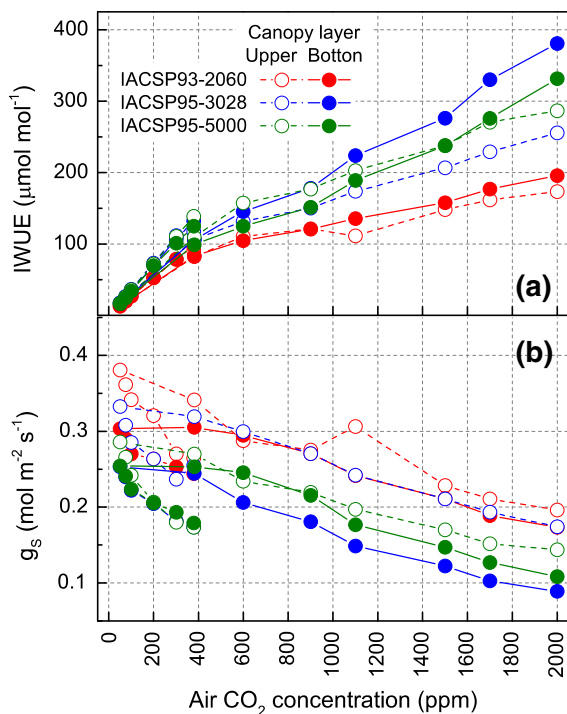 400
300
200
100
IWUE (μmol mol⁻¹)
Canopy layer
Upper Botton
IACSP93-2060
IACSP95-3028
IACSP95-5000
(a)
(b)
0.4
0.3
0.2
0.1
gₛ (mol m⁻² s⁻¹)
0 200 400 600 800 1000 1200 1400 1600 1800 2000
Air CO₂ concentration (ppm)